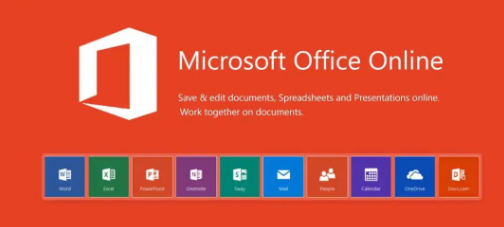 Microsoft Office Online
Save & edit documents, Spreadsheets and Presentations online.
Work together on documents.
Word
Excel
PowerPoint
Onenote
Sway
Mail
People
Calendar
OneDrive
Docs.com